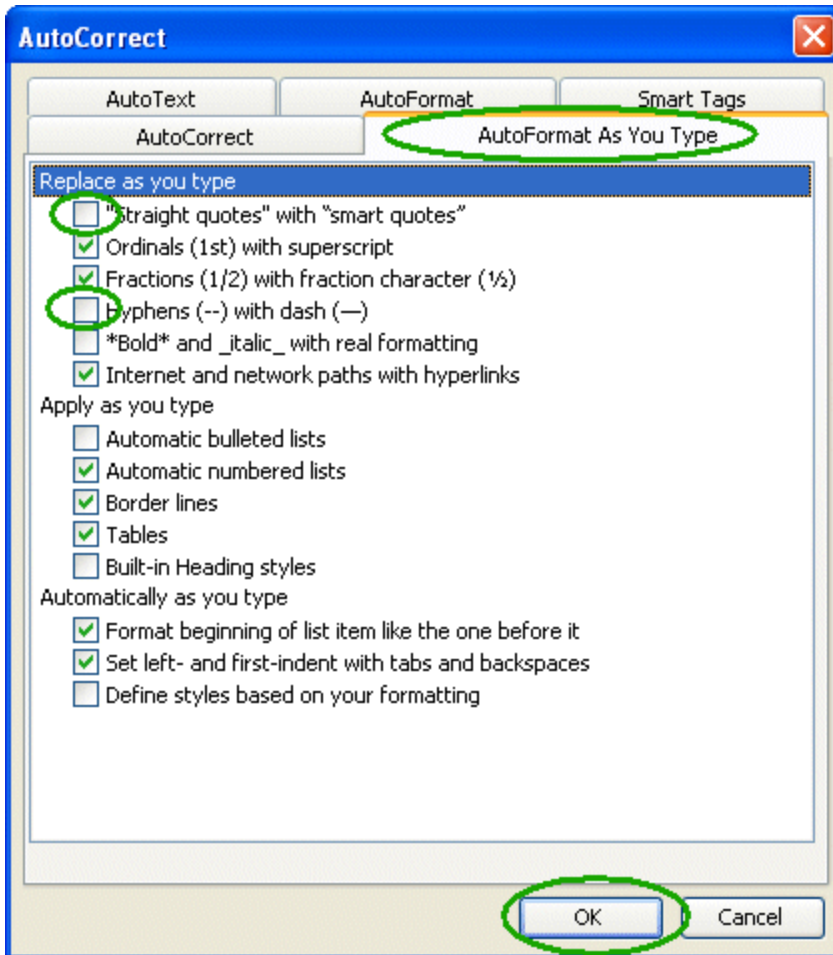 AutoCorrect
AutoText AutoFormat Smart Tags
AutoCorrect AutoFormat As You Type
Replace as you type
"Straight quotes" with “smart quotes”
Ordinals (1st) with superscript
Fractions (1/2) with fraction character (½)
Hyphens (--) with dash (—)
*Bold* and _italic_ with real formatting
Internet and network paths with hyperlinks
Apply as you type
Automatic bulleted lists
Automatic numbered lists
Border lines
Tables
Built-in Heading styles
Automatically as you type
Format beginning of list item like the one before it
Set left- and first-indent with tabs and backspaces
Define styles based on your formatting
OK Cancel